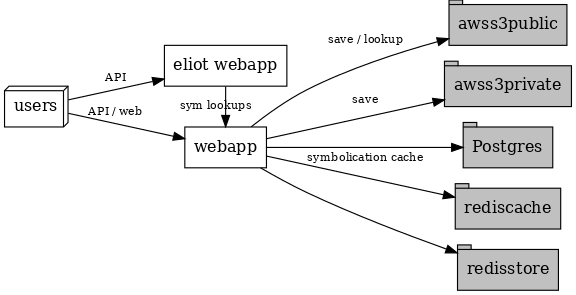 awss3public
save / lookup
eliot webapp
API
awss3private
users
sym lookups
save
API / web
webapp
Postgres
symbolication cache
rediscache
redisstore